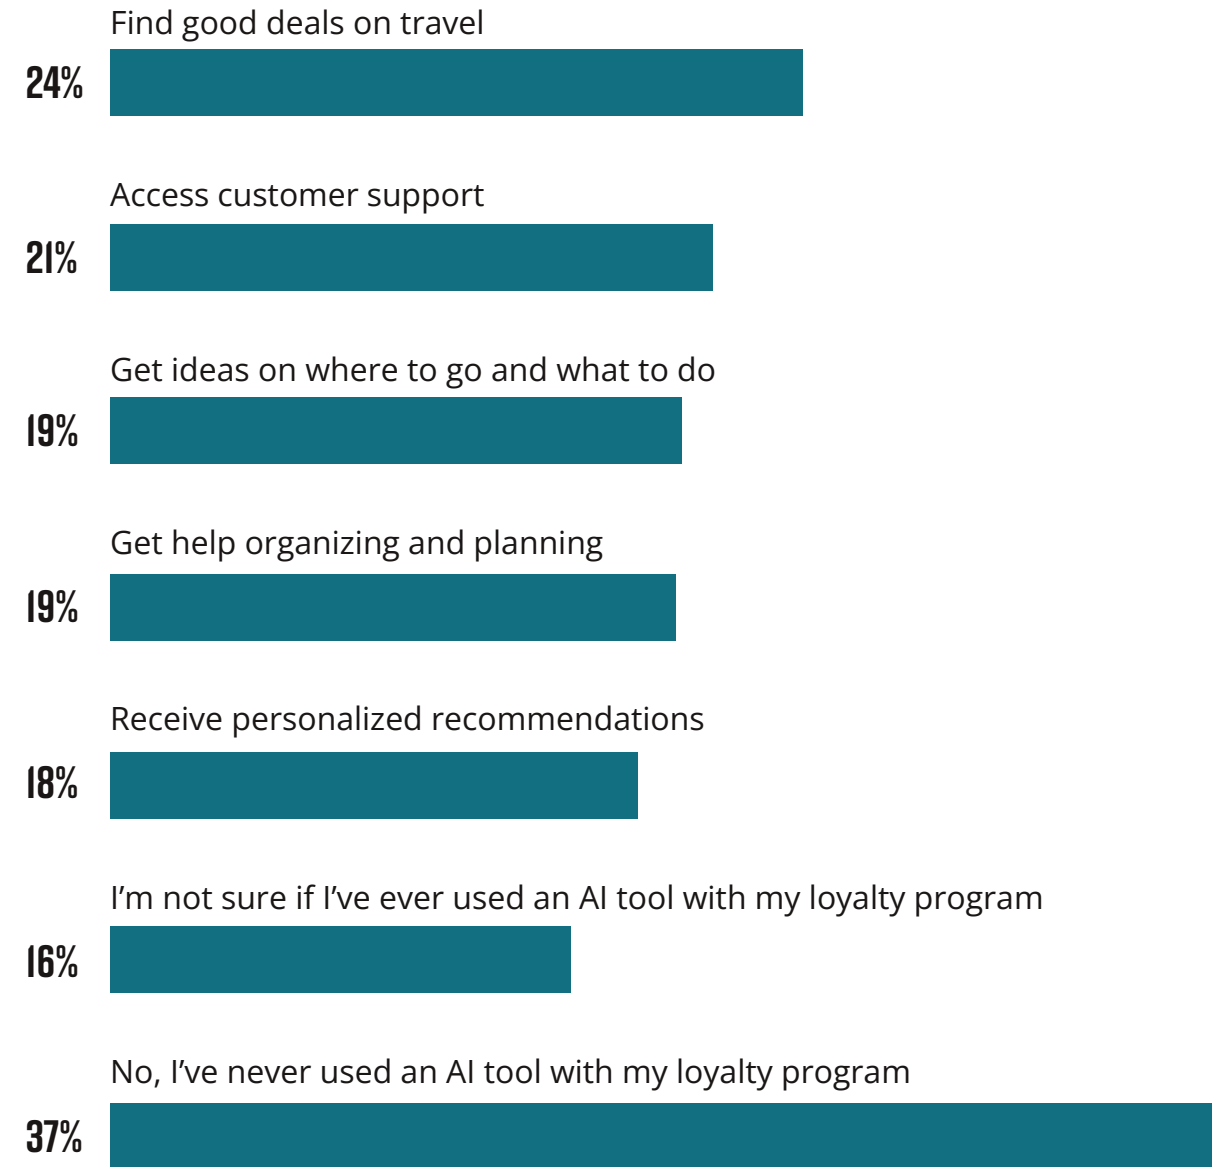 Find good deals on travel
24%
Access customer support
21%
Get ideas on where to go and what to do
19%
Get help organizing and planning
19%
Receive personalized recommendations
18%
I’m not sure if I’ve ever used an AI tool with my loyalty program
16%
No, I’ve never used an AI tool with my loyalty program
37%